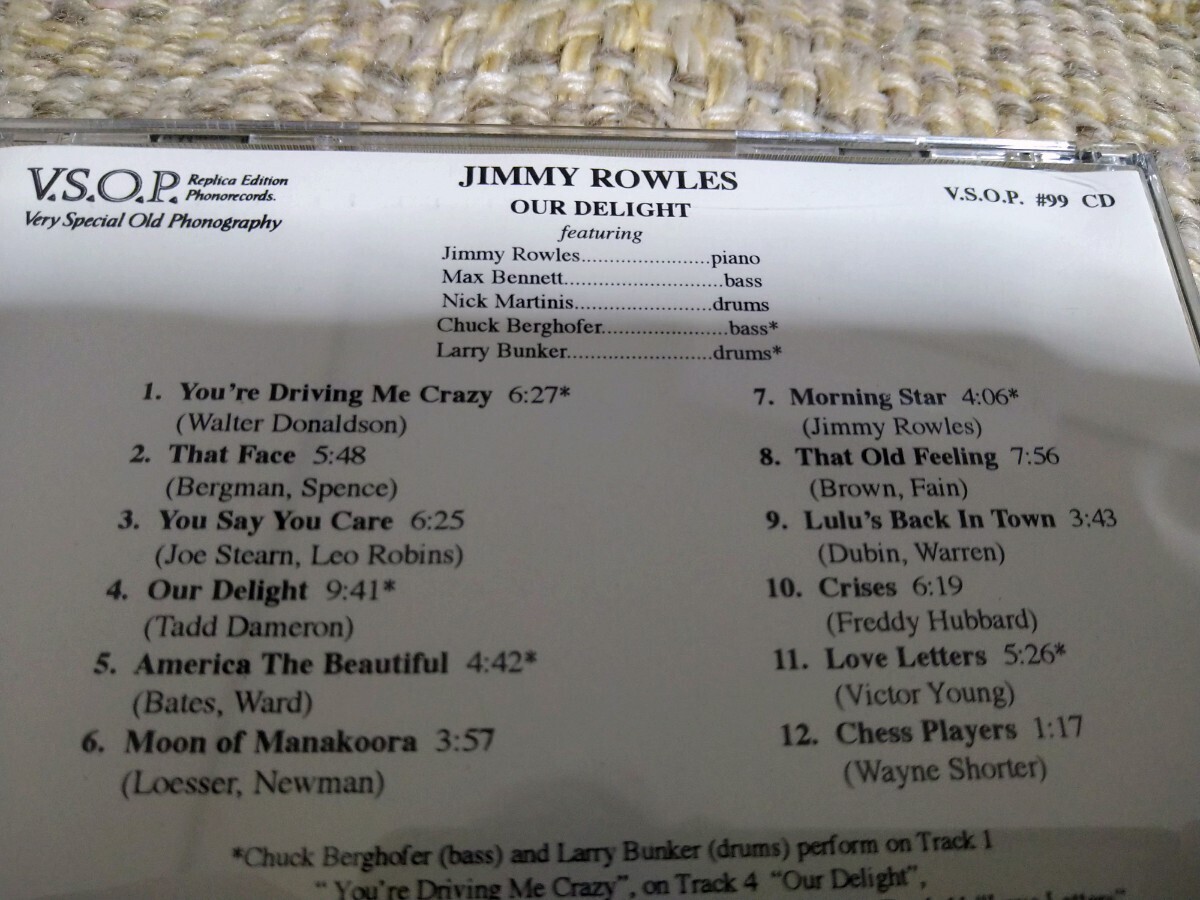 V.S.O.P. Replica Edition
Phonorecords.
Very Special Old Phonography
JIMMY ROWLES
OUR DELIGHT
featuring
Jimmy Rowles......................piano
Max Bennett...........................bass
Nick Martinis.......................drums
Chuck Berghofer.....................bass*
Larry Bunker.........................drums*
V.S.O.P. #99 CD
1. You're Driving Me Crazy 6:27*
(Walter Donaldson)
2. That Face 5:48
(Bergman, Spence)
3. You Say You Care 6:25
(Joe Stearn, Leo Robins)
4. Our Delight 9:41*
(Tadd Dameron)
5. America The Beautiful 4:42*
(Bates, Ward)
6. Moon of Manakoora 3:57
(Loesser, Newman)
7. Morning Star 4:06*
(Jimmy Rowles)
8. That Old Feeling 7:56
(Brown, Fain)
9. Lulu's Back In Town 3:43
(Dubin, Warren)
10. Crises 6:19
(Freddy Hubbard)
11. Love Letters 5:26*
(Victor Young)
12. Chess Players 1:17
(Wayne Shorter)
*Chuck Berghofer (bass) and Larry Bunker (drums) perform on Track 1
" You're Driving Me Crazy", on Track 4 "Our Delight",